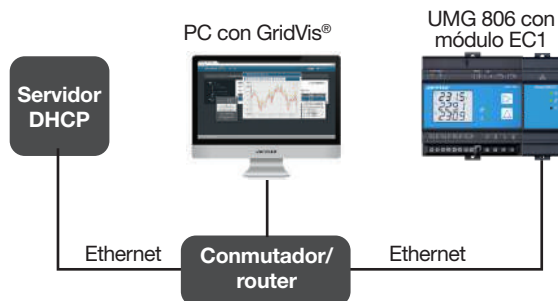 PC con GridVis®
UMG 806 con
módulo EC1
Servidor
DHCP
Ethernet
Conmutador/
router
Ethernet